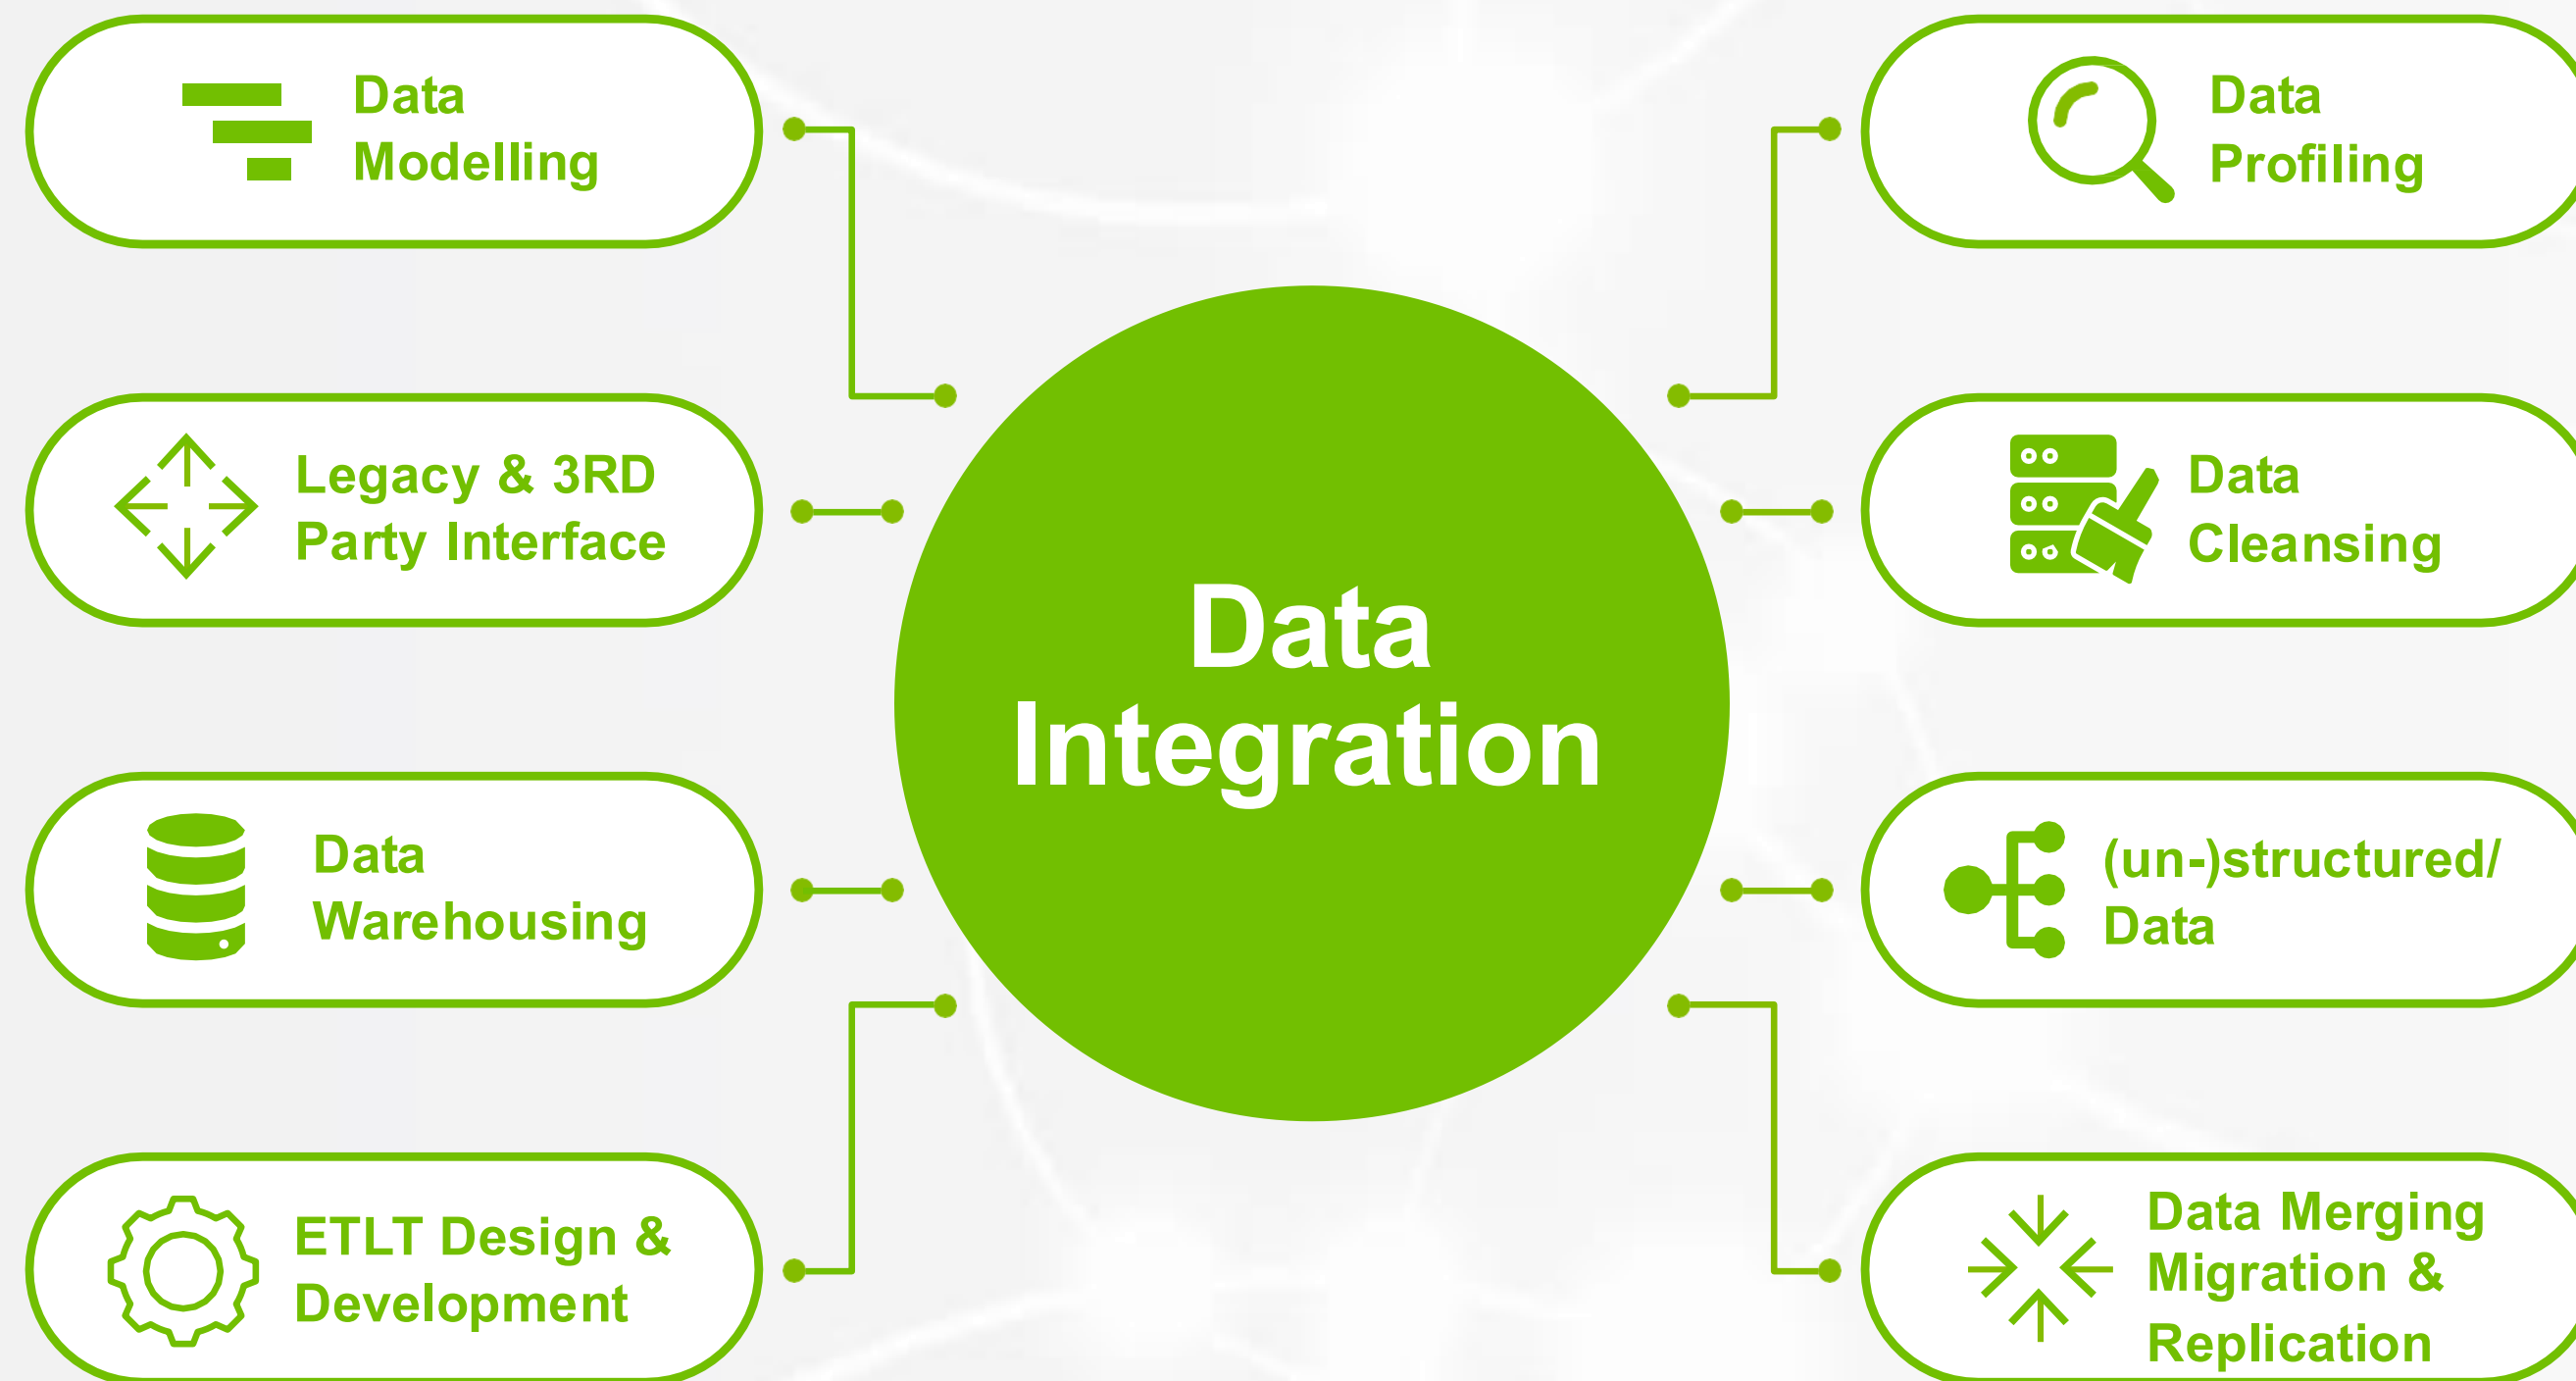 Data
Modelling
Legacy & 3RD
Party Interface
Data
Warehousing
ETLT Design &
Development
Data
Integration
Data
Profiling
Data
Cleansing
(un-)structured/
Data
Data Merging
Migration &
Replication